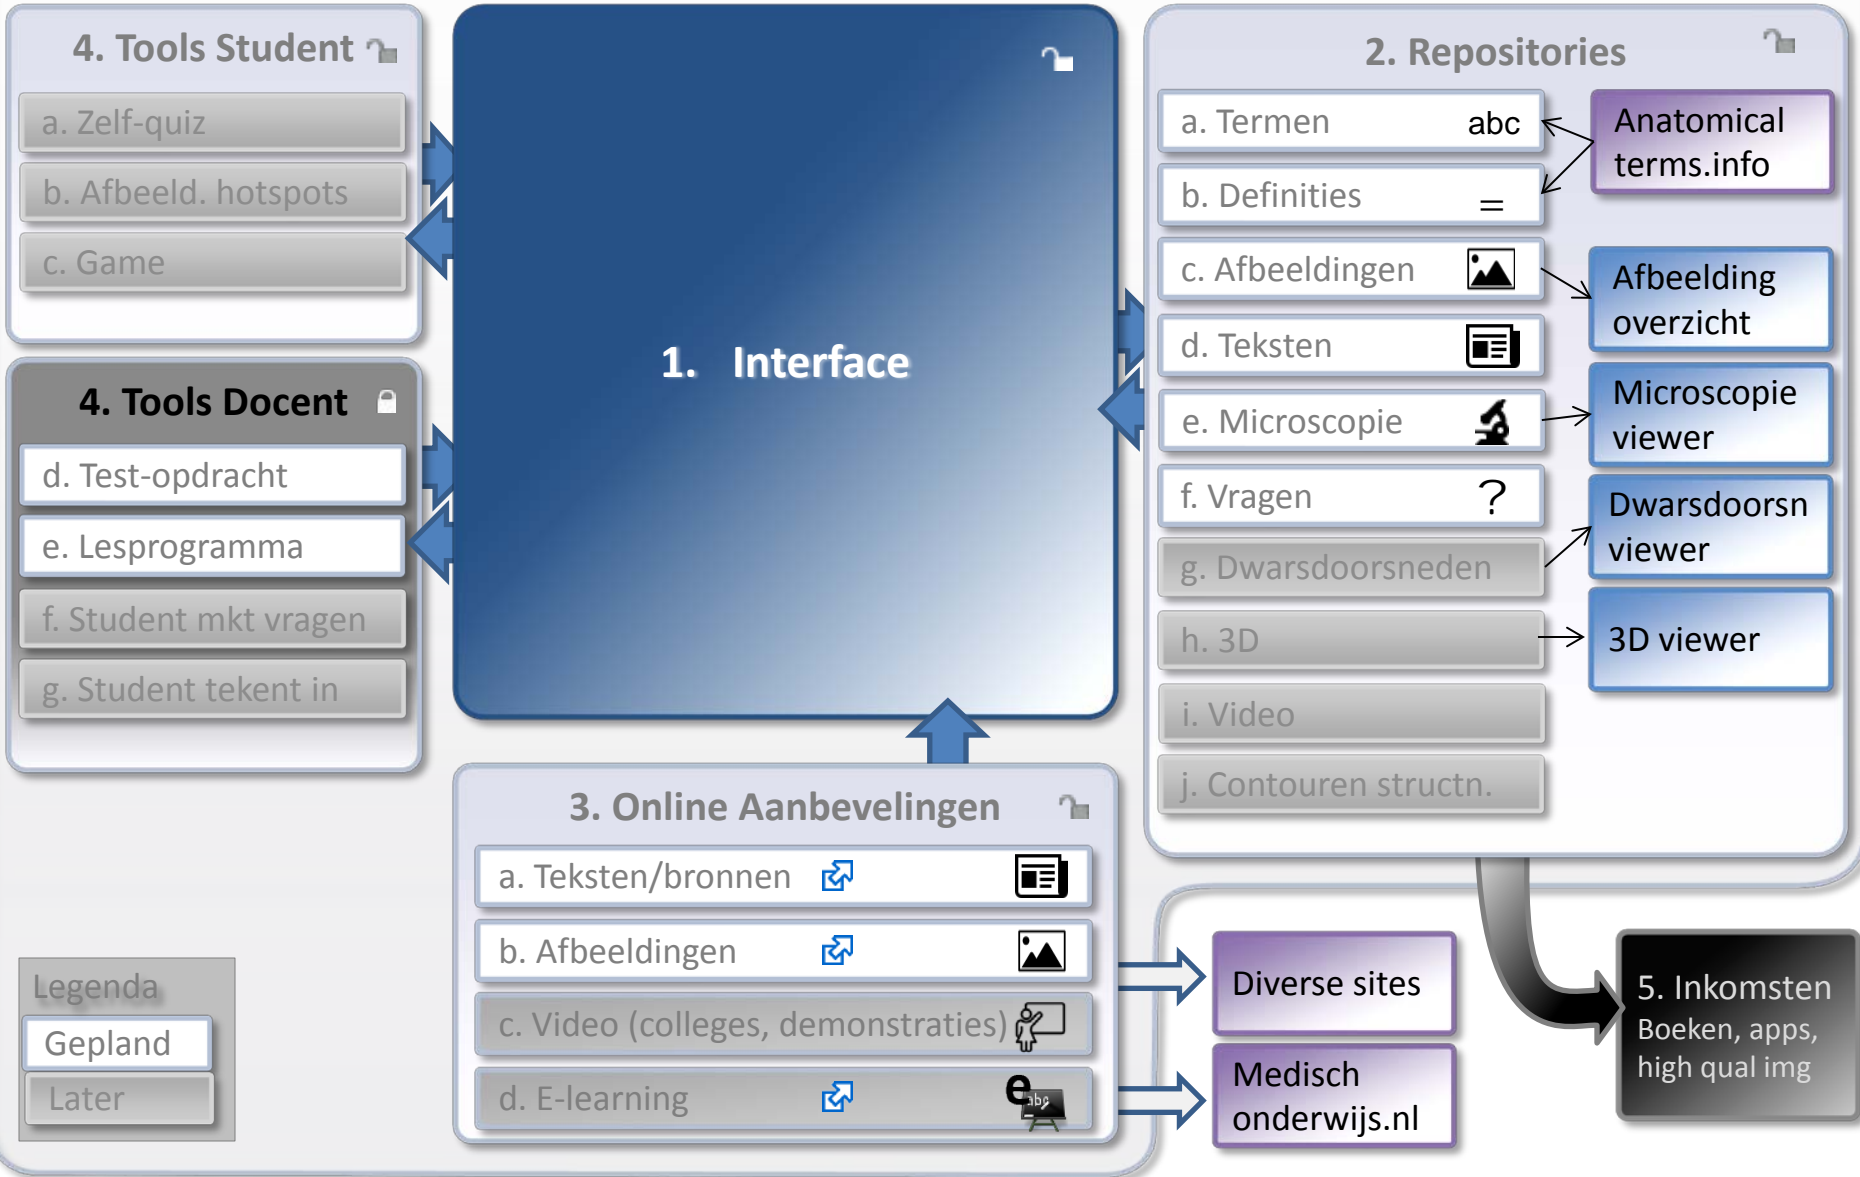 4. Tools Student
a. Zelf-quiz
b. Afbeeld. hotspots
c. Game
4. Tools Docent
d. Test-opdracht
e. Lesprogramma
f. Student mkt vragen
g. Student tekent in
1. Interface
2. Repositories
a. Termen abc
b. Definities =
c. Afbeeldingen
d. Teksten
e. Microscopie
f. Vragen ?
g. Dwarsdoorsneden
h. 3D
i. Video
j. Contouren structn.
Anatomical
terms.info
Afbeelding
overzicht
Microscopie
viewer
Dwarsdoorsn
viewer
3D viewer
3. Online Aanbevelingen
a. Teksten/bronnen
b. Afbeeldingen
c. Video (colleges, demonstraties)
d. E-learning
e
abc
Diverse sites
Medisch
onderwijs.nl
5. Inkomsten
Boeken, apps,
high qual img
Legenda
Gepland
Later